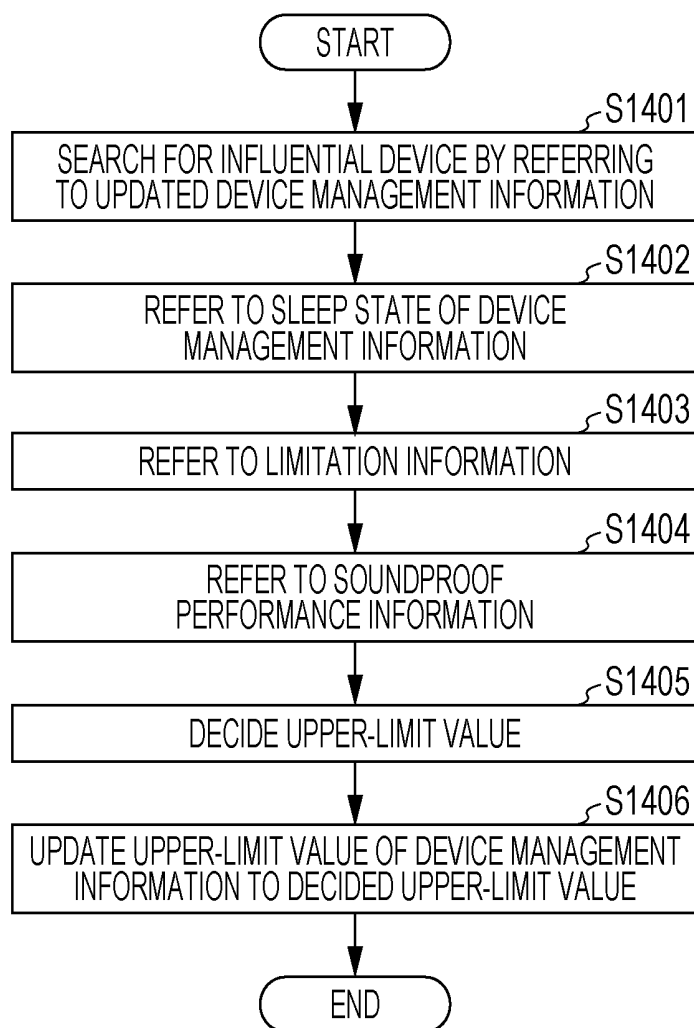 START
S1401
SEARCH FOR INFLUENTIAL DEVICE BY REFERRING
TO UPDATED DEVICE MANAGEMENT INFORMATION
S1402
REFER TO SLEEP STATE OF DEVICE
MANAGEMENT INFORMATION
S1403
REFER TO LIMITATION INFORMATION
S1404
REFER TO SOUNDPROOF
PERFORMANCE INFORMATION
S1405
DECIDE UPPER-LIMIT VALUE
S1406
UPDATE UPPER-LIMIT VALUE OF DEVICE MANAGEMENT
INFORMATION TO DECIDED UPPER-LIMIT VALUE
END